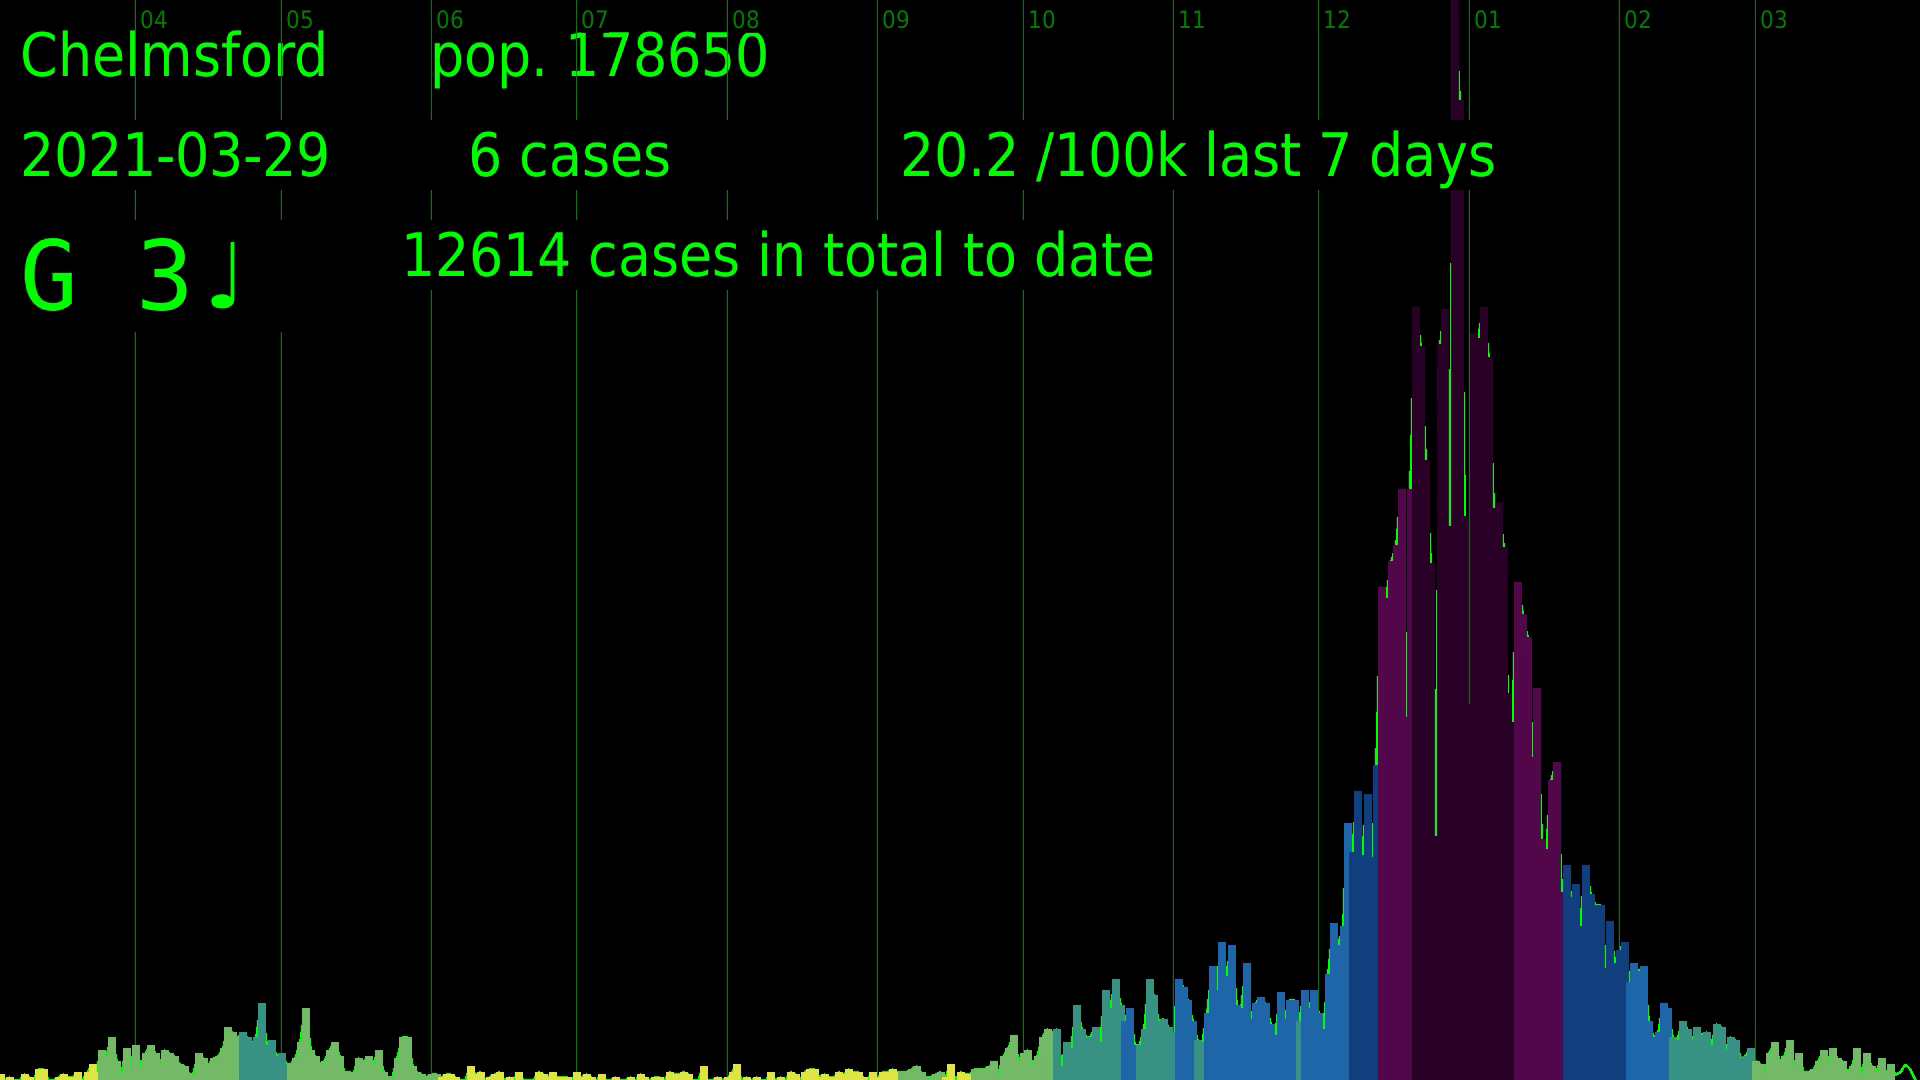 04 05 06 07 08 09 10 11 12 01 02 03
Chelmsford pop. 178650
2021-03-29 6 cases 20.2 /100k last 7 days
G 3♩ 12614 cases in total to date